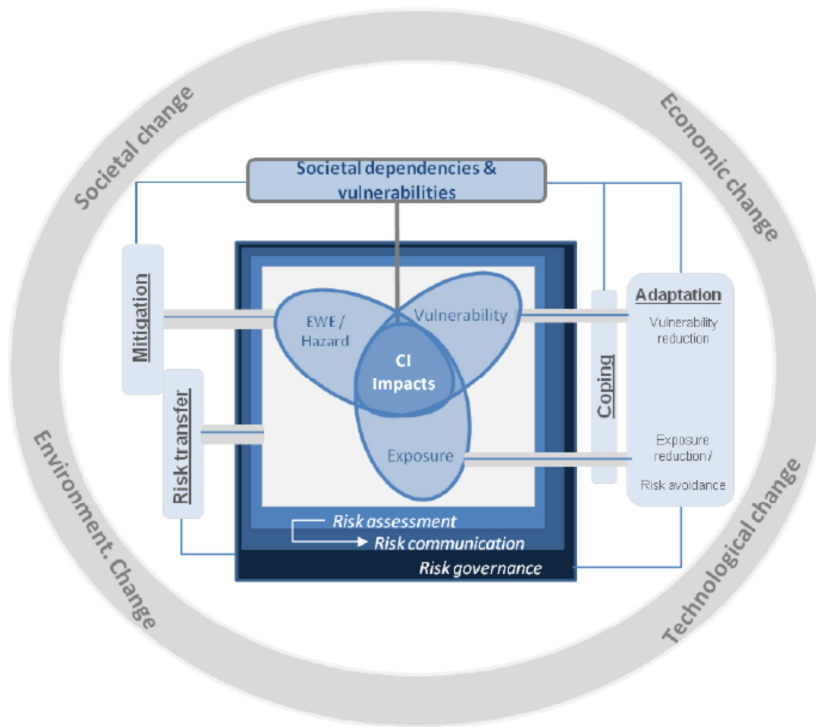 Societal change
Economic change
Societal dependencies &
vulnerabilities
Mitigation
EWE /
Hazard
Vulnerability
CI
Impacts
Exposure
Risk transfer
Coping
Adaptation
Vulnerability
reduction
Exposure
reduction /
Risk avoidance
Risk assessment
Risk communication
Risk governance
Environment. Change
Technological change